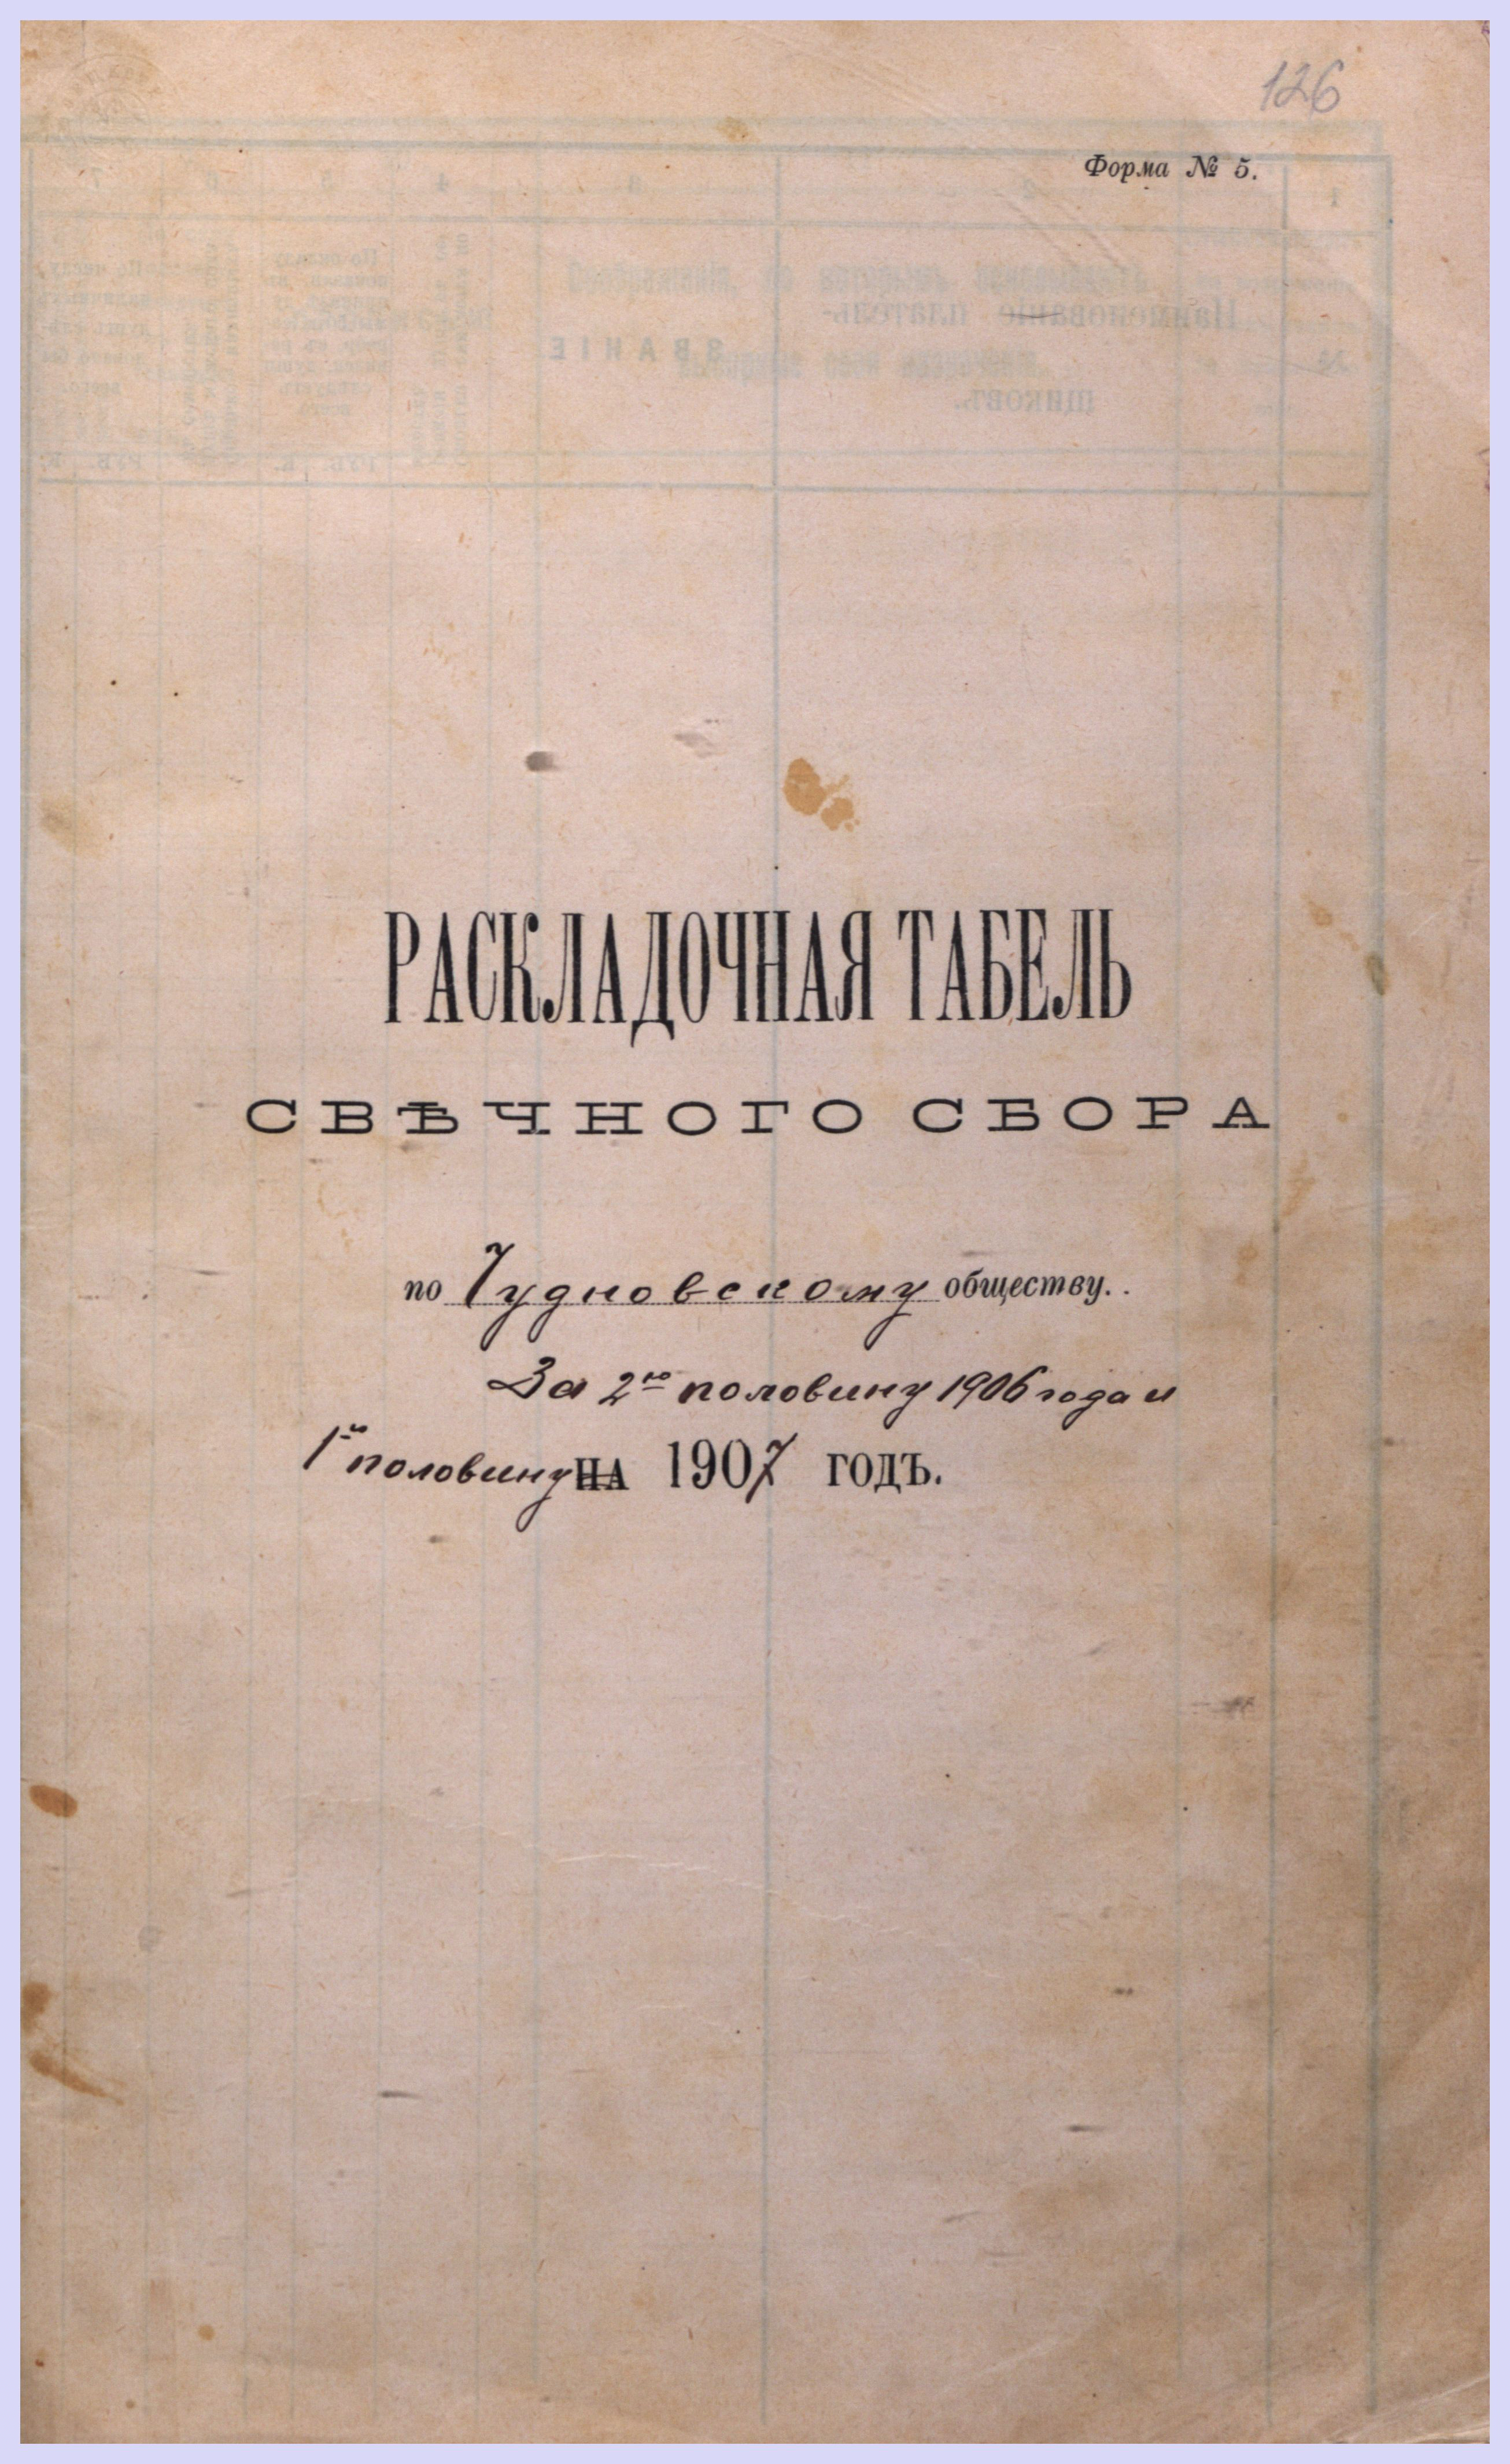 126
Форма № 5.
РАСКЛАДОЧНАЯ ТАБЕЛЬ
СВѢЧНОГО СБОРА
по Чудновскому обществу..
За 2ю половину 1906 года и
1ю половину НА 1907 годъ.